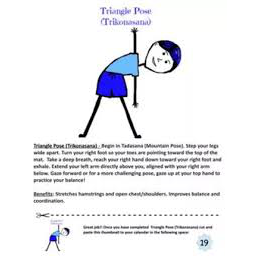 Triangle Pose
(Trikonasana)
Triangle Pose (Trikonasana) - Begin in Tadasana (Mountain Pose). Step your legs
wide apart. Turn your right foot so your toes are pointing toward the top of the
mat. Take a deep breath, reach your right hand down toward your right foot and
exhale. Extend your left arm directly above you, aligned with your right arm
below. Gaze forward or for a more challenging pose, gaze up at your top hand to
practice your balance!
Benefits: Stretches hamstrings and open chest/shoulders. Improves balance and
coordination.
Great job! Once you have completed Triangle Pose (Trikonasana) cut and
paste this thumbnail to your calendar in the following space:
19